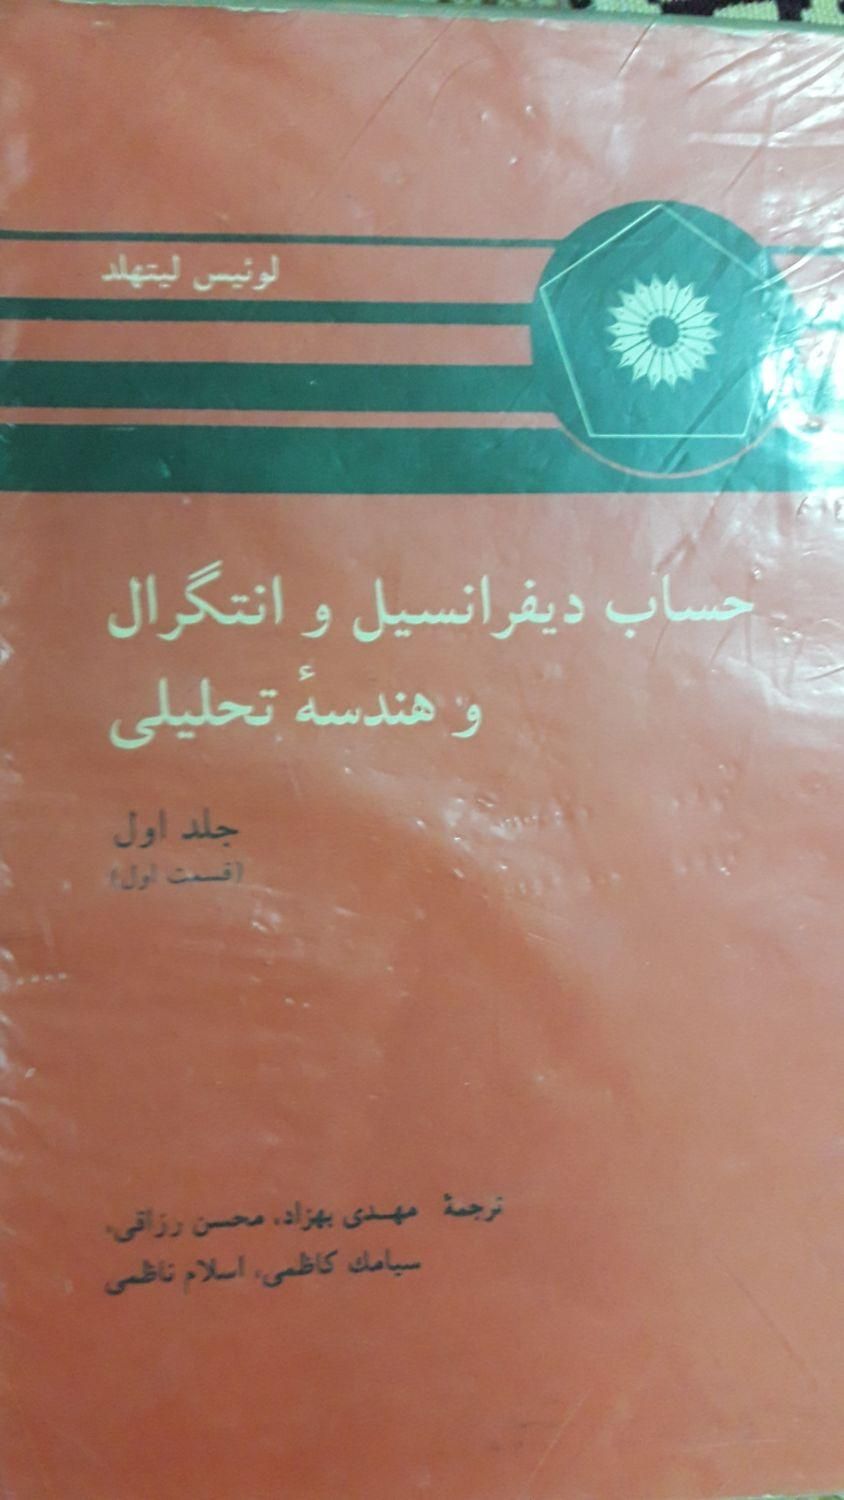 لوئیس لیتهلد
حساب دیفرانسیل و انتگرال
و هندسهٔ تحلیلی
جلد اول
(قسمت اول)
ترجمهٔ مهدی بهزاد، محسن رزاقی،
سیامك کاظمی، اسلام ناظمی